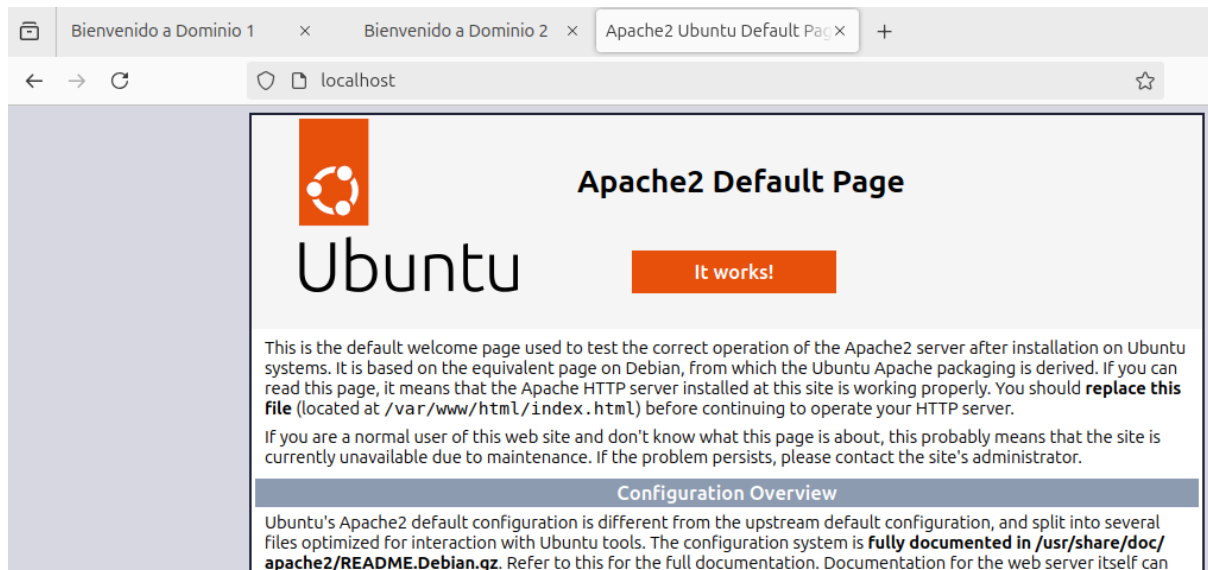 Bienvenido a Dominio 1
Bienvenido a Dominio 2
Apache2 Ubuntu Default Pag
localhost
Apache2 Default Page
Ubuntu
It works!
This is the default welcome page used to test the correct operation of the Apache2 server after installation on Ubuntu
systems. It is based on the equivalent page on Debian, from which the Ubuntu Apache packaging is derived. If you can
read this page, it means that the Apache HTTP server installed at this site is working properly. You should replace this
file (located at /var/www/html/index.html) before continuing to operate your HTTP server.
If you are a normal user of this web site and don't know what this page is about, this probably means that the site is
currently unavailable due to maintenance. If the problem persists, please contact the site's administrator.
Configuration Overview
Ubuntu's Apache2 default configuration is different from the upstream default configuration, and split into several
files optimized for interaction with Ubuntu tools. The configuration system is fully documented in /usr/share/doc/
apache2/README.Debian.gz. Refer to this for the full documentation. Documentation for the web server itself can